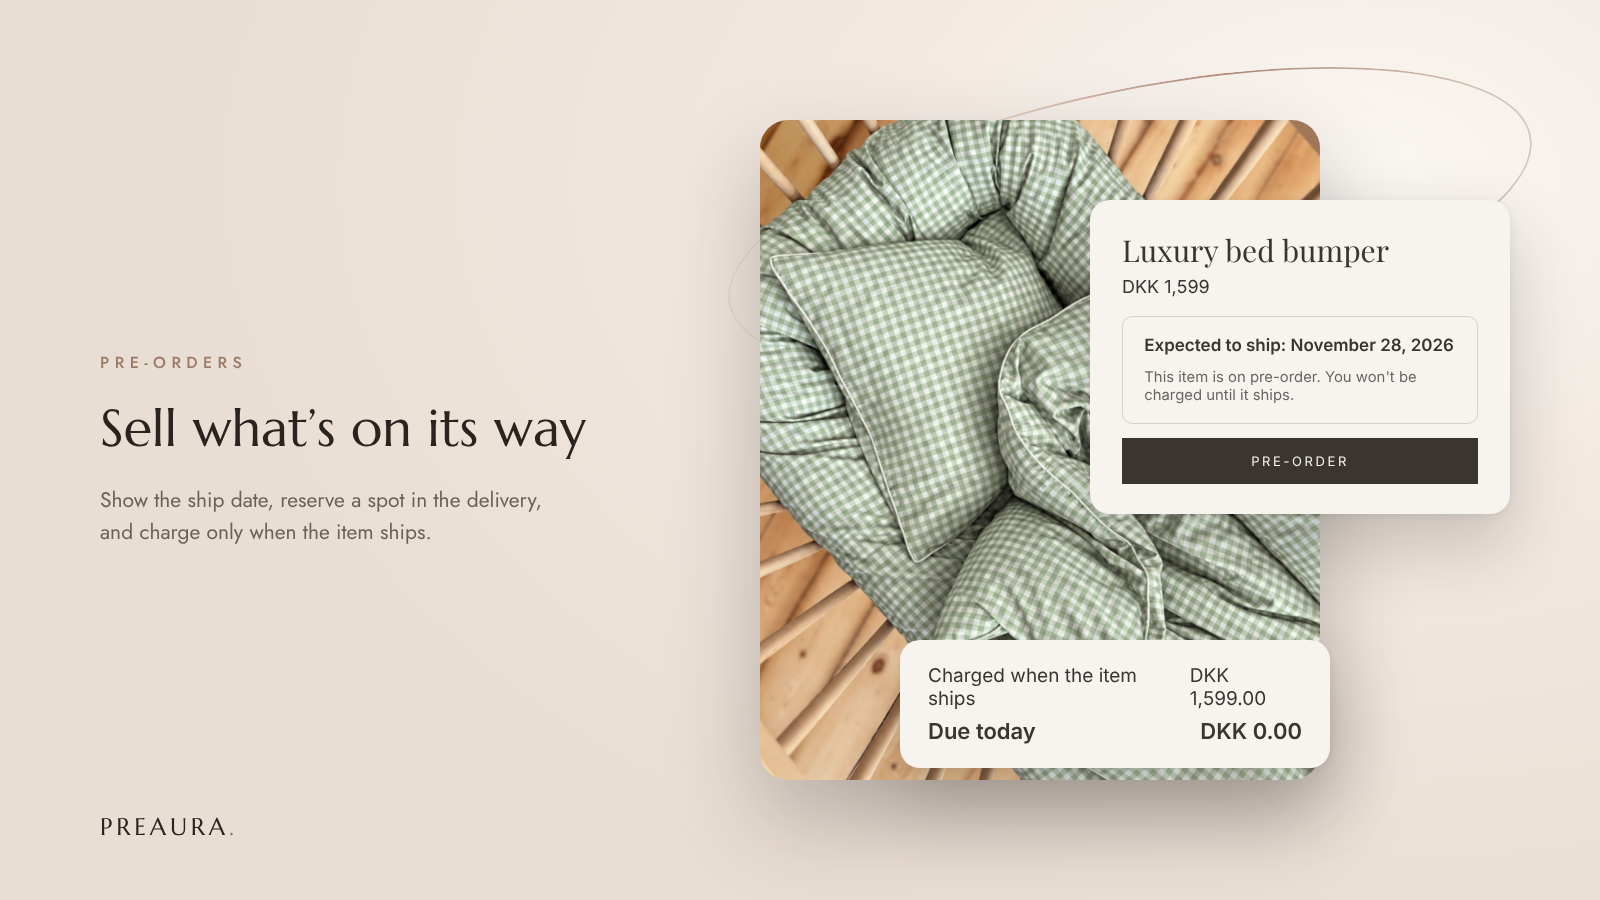 PRE-ORDERS
Sell what’s on its way
Show the ship date, reserve a spot in the delivery,
and charge only when the item ships.
PREAURA.
Luxury bed bumper
DKK 1,599
Expected to ship: November 28, 2026
This item is on pre-order. You won't be
charged until it ships.
PRE-ORDER
Charged when the item
ships
DKK
1,599.00
Due today
DKK 0.00